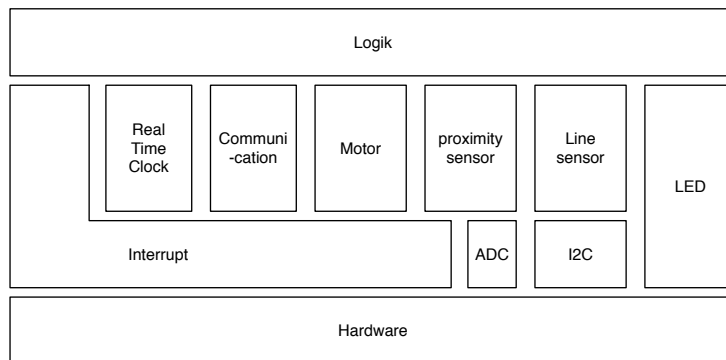 Logik
Real
Time
Clock
Communi
-cation
Motor
proximity
sensor
Line
sensor
LED
Interrupt
ADC
I2C
Hardware